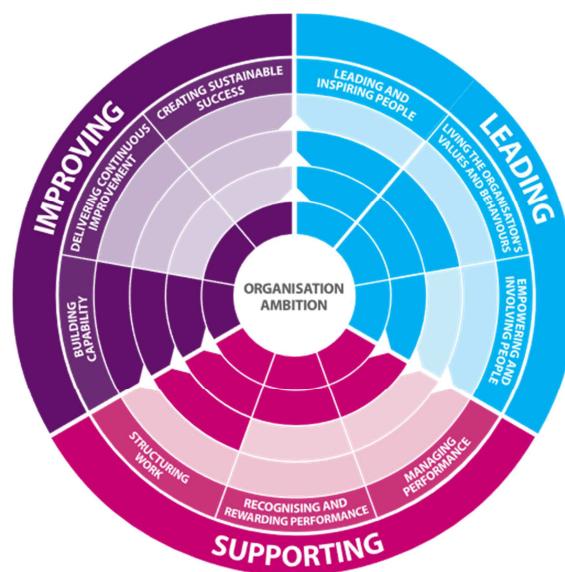 IMPROVING
CREATING SUSTAINABLE
SUCCESS
DELIVERING CONTINUOUS
IMPROVEMENT
BUILDING
CAPABILITY
LEADING
LEADING AND
INSPIRING PEOPLE
LIVING THE ORGANISATION'S
VALUES AND BEHAVIOURS
EMPOWERING AND
INVOLVING PEOPLE
ORGANISATION
AMBITION
STRUCTURING
WORK
RECOGNISING AND
REWARDING PERFORMANCE
MANAGING
PERFORMANCE
SUPPORTING